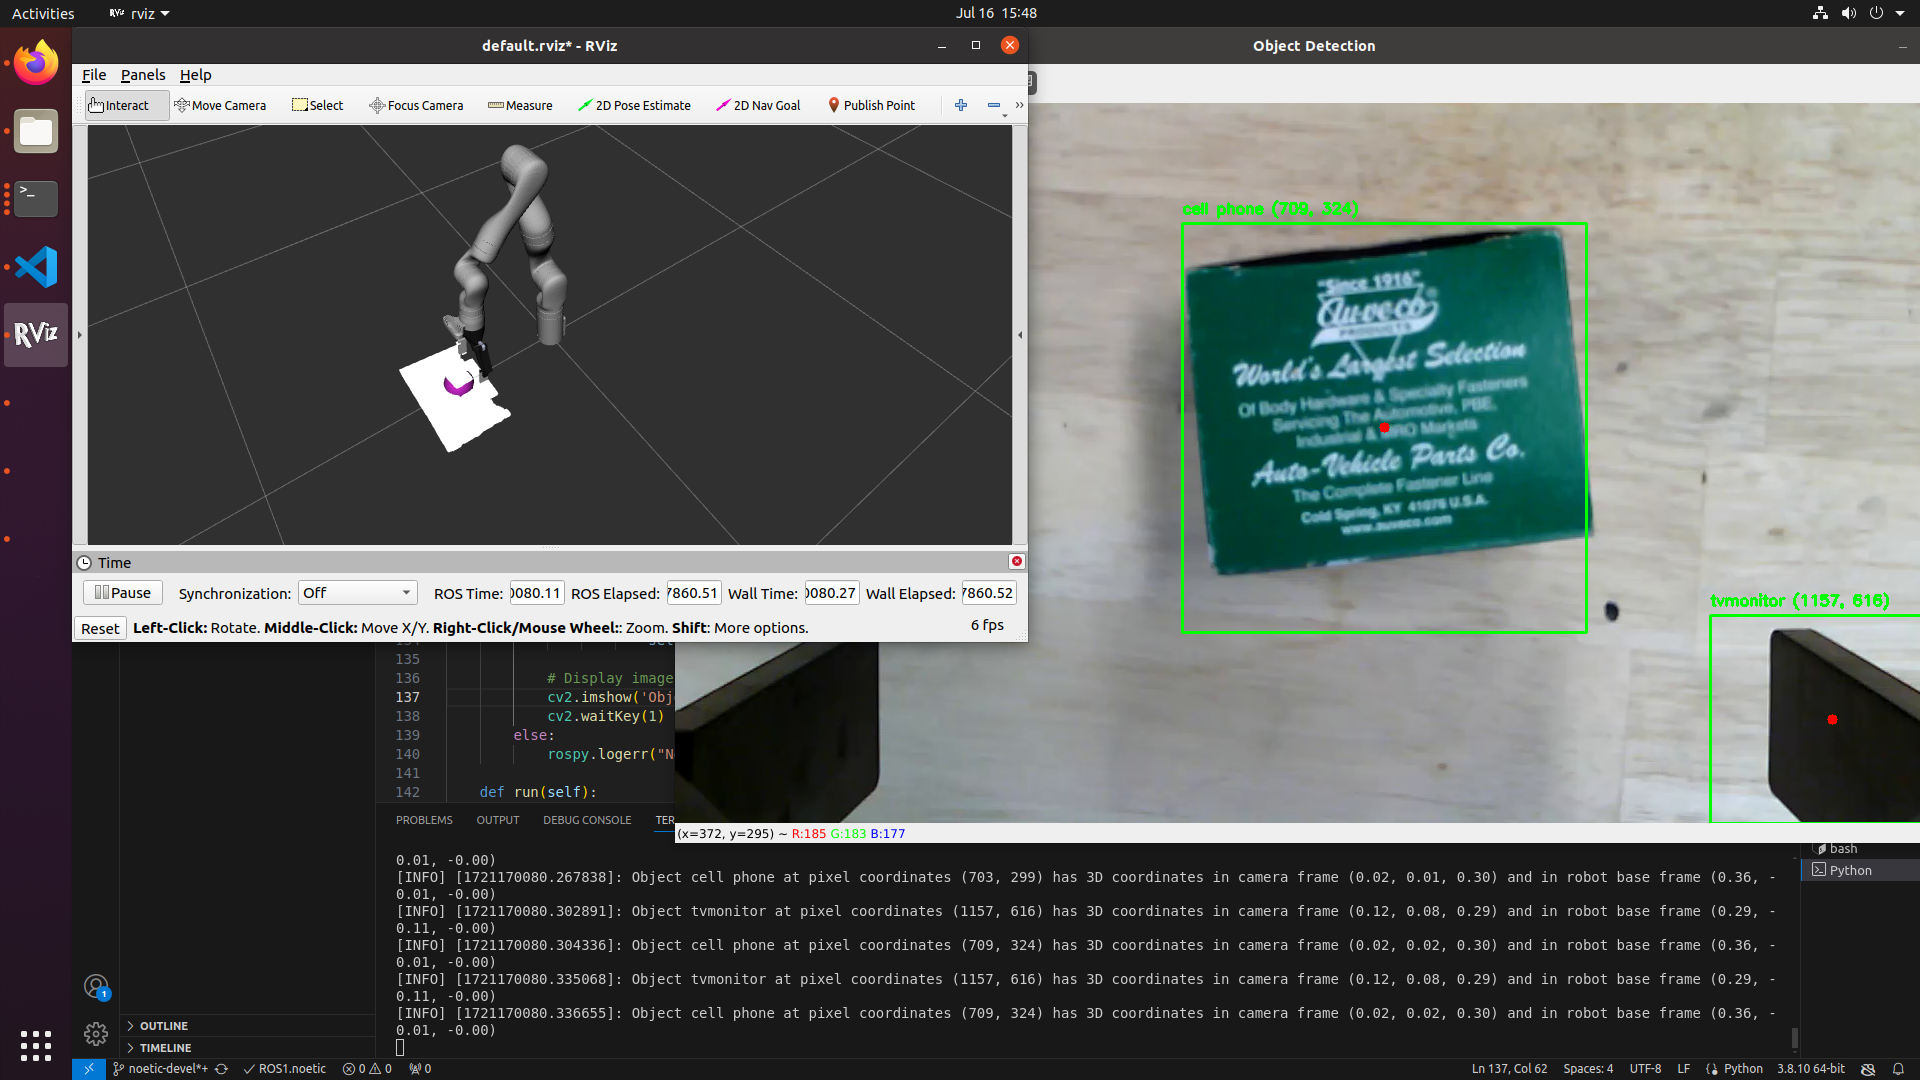 Activities
rviz
Jul 16 15:48
default.rviz* - RViz
Object Detection
File Panels Help
Interact Move Camera Select Focus Camera Measure 2D Pose Estimate 2D Nav Goal Publish Point
RViz
cell phone (709, 324)
"Since 1916"
Auveco
PRODUCTS
World's Largest Selection
Of Body Hardware & Specialty Fasteners
Servicing The Automotive, PBE,
Industrial & MRO Markets
Auto-Vehicle Parts Co.
The Complete Fastener Line
Cold Spring, KY 41076 U.S.A.
www.auveco.com
tvmonitor (1157, 616)
Time
Pause Synchronization: Off ROS Time: 0080.11 ROS Elapsed: 7860.51 Wall Time: 0080.27 Wall Elapsed: 7860.52
Reset Left-Click: Rotate. Middle-Click: Move X/Y. Right-Click/Mouse Wheel:: Zoom. Shift: More options. 6 fps
135
136 # Display image
137 cv2.imshow('Obj
138 cv2.waitKey(1)
139 else:
140 rospy.logerr("N
141
142 def run(self):
(x=372, y=295) ~ R:185 G:183 B:177
PROBLEMS OUTPUT DEBUG CONSOLE TER
0.01, -0.00)
[INFO] [1721170080.267838]: Object cell phone at pixel coordinates (703, 299) has 3D coordinates in camera frame (0.02, 0.01, 0.30) and in robot base frame (0.36, -
0.01, -0.00)
[INFO] [1721170080.302891]: Object tvmonitor at pixel coordinates (1157, 616) has 3D coordinates in camera frame (0.12, 0.08, 0.29) and in robot base frame (0.29, -
0.11, -0.00)
[INFO] [1721170080.304336]: Object cell phone at pixel coordinates (709, 324) has 3D coordinates in camera frame (0.02, 0.02, 0.30) and in robot base frame (0.36, -
0.01, -0.00)
[INFO] [1721170080.335068]: Object tvmonitor at pixel coordinates (1157, 616) has 3D coordinates in camera frame (0.12, 0.08, 0.29) and in robot base frame (0.29, -
0.11, -0.00)
[INFO] [1721170080.336655]: Object cell phone at pixel coordinates (709, 324) has 3D coordinates in camera frame (0.02, 0.02, 0.30) and in robot base frame (0.36, -
0.01, -0.00)
bash
Python
1
OUTLINE
TIMELINE
noetic-devel*+ ROS1.noetic 0 0 0 Ln 137, Col 62 Spaces: 4 UTF-8 LF Python 3.8.10 64-bit